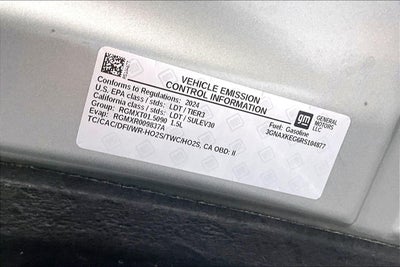 VEHICLE EMISSION
CONTROL INFORMATION
Conforms to Regulations: 2024
U.S. EPA class / stds: LDT / TIER3
California class / stds: LDT / SULEV30
Group: RGMXT01.5090 1.5L
Evap: RGMXR0098
TC/CAC/DFI/WR-HO2S/TWC/HO2S, CA OBD: II
Fuel: Gasoline
3GNAXKEG6RS104877
gm
GENERAL
MOTORS
LLC